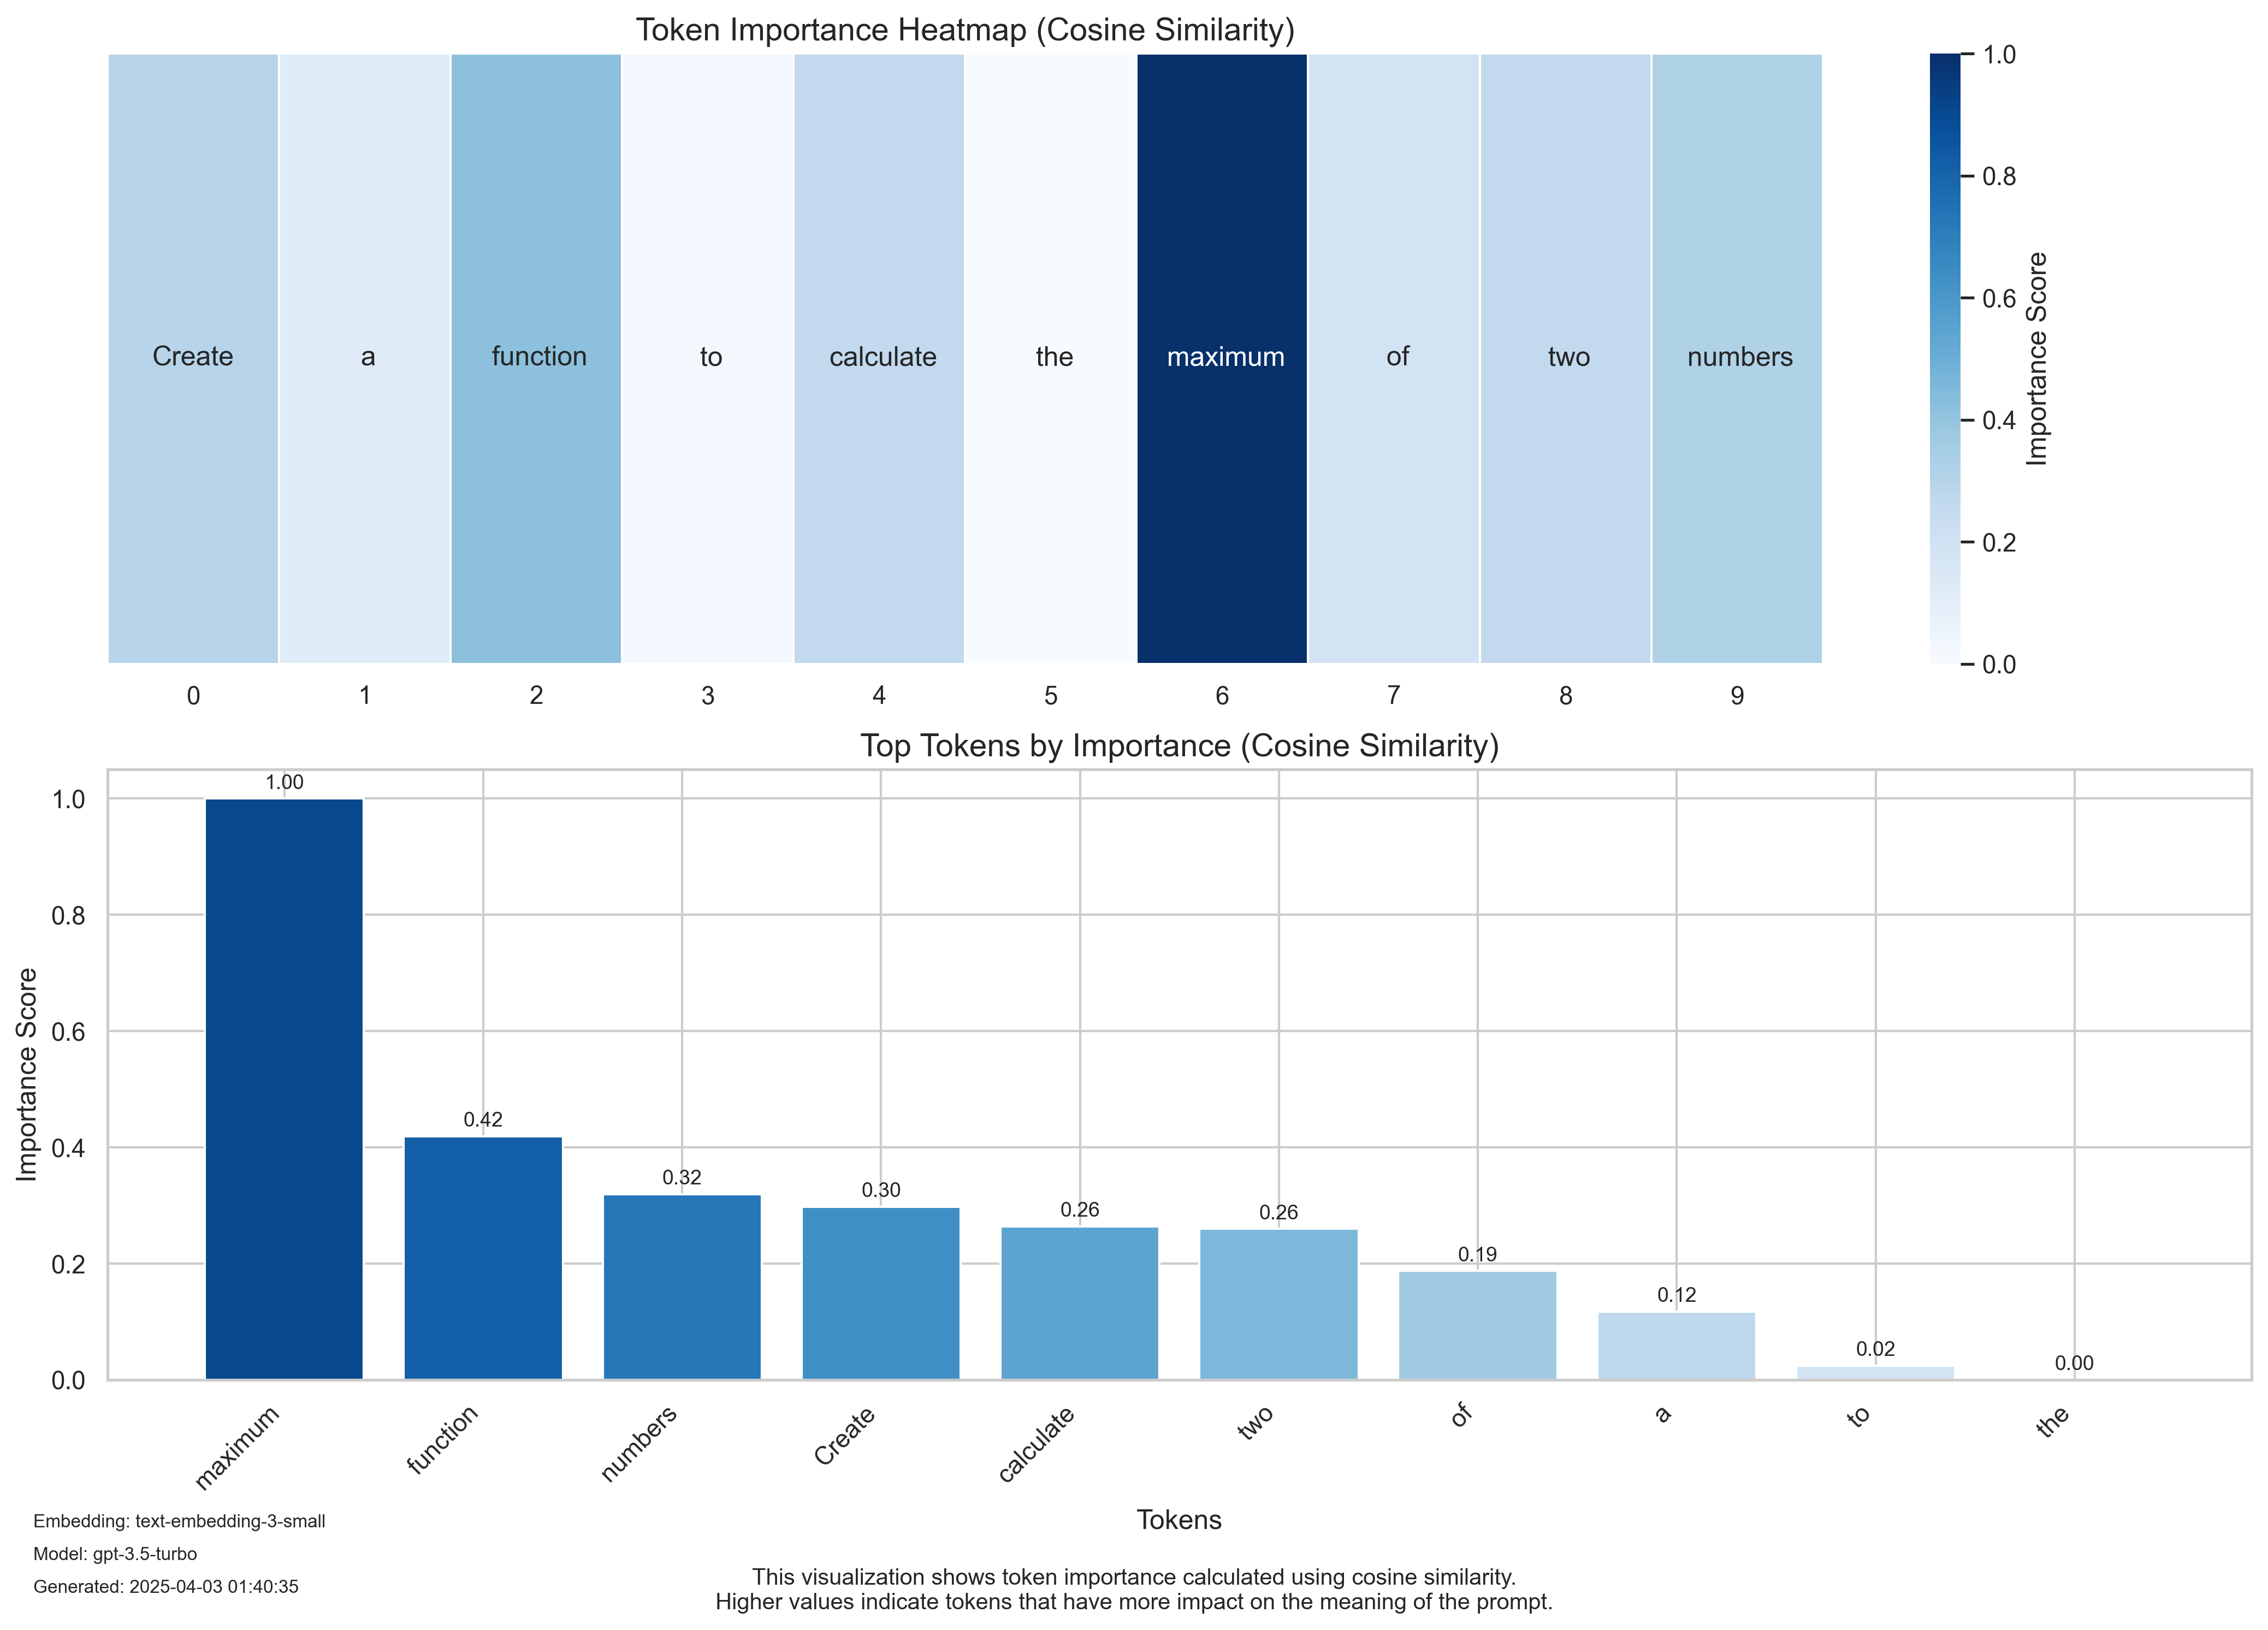 Token Importance Heatmap (Cosine Similarity)
Create a function to calculate the maximum of two numbers
0 1 2 3 4 5 6 7 8 9
1.0
0.8
0.6
0.4
0.2
0.0
Importance Score
Top Tokens by Importance (Cosine Similarity)
Importance Score
1.0
0.8
0.6
0.4
0.2
0.0
1.00 0.42 0.32 0.30 0.26 0.26 0.19 0.12 0.02 0.00
maximum function numbers Create calculate two of a to the
Tokens
Embedding: text-embedding-3-small
Model: gpt-3.5-turbo
Generated: 2025-04-03 01:40:35
This visualization shows token importance calculated using cosine similarity.
Higher values indicate tokens that have more impact on the meaning of the prompt.